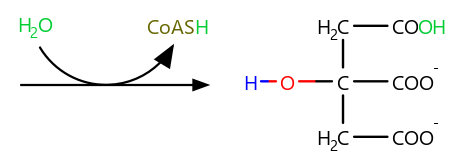 H₂O CoASH
H₂C COOH
H O C COO⁻
H₂C COO⁻